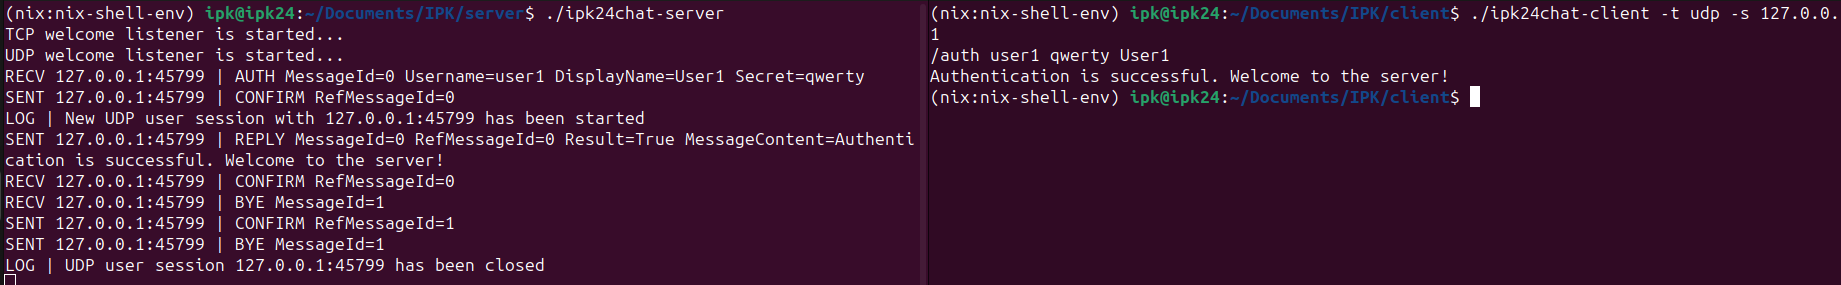 (nix:nix-shell-env) ipk@ipk24:~/Documents/IPK/server$ ./ipk24chat-server
TCP welcome listener is started...
UDP welcome listener is started...
RECV 127.0.0.1:45799 | AUTH MessageId=0 Username=user1 DisplayName=User1 Secret=qwerty
SENT 127.0.0.1:45799 | CONFIRM RefMessageId=0
LOG | New UDP user session with 127.0.0.1:45799 has been started
SENT 127.0.0.1:45799 | REPLY MessageId=0 RefMessageId=0 Result=True MessageContent=Authenti
cation is successful. Welcome to the server!
RECV 127.0.0.1:45799 | CONFIRM RefMessageId=0
RECV 127.0.0.1:45799 | BYE MessageId=1
SENT 127.0.0.1:45799 | CONFIRM RefMessageId=1
SENT 127.0.0.1:45799 | BYE MessageId=1
LOG | UDP user session 127.0.0.1:45799 has been closed
(nix:nix-shell-env) ipk@ipk24:~/Documents/IPK/client$ ./ipk24chat-client -t udp -s 127.0.0.
1
/auth user1 qwerty User1
Authentication is successful. Welcome to the server!
(nix:nix-shell-env) ipk@ipk24:~/Documents/IPK/client$